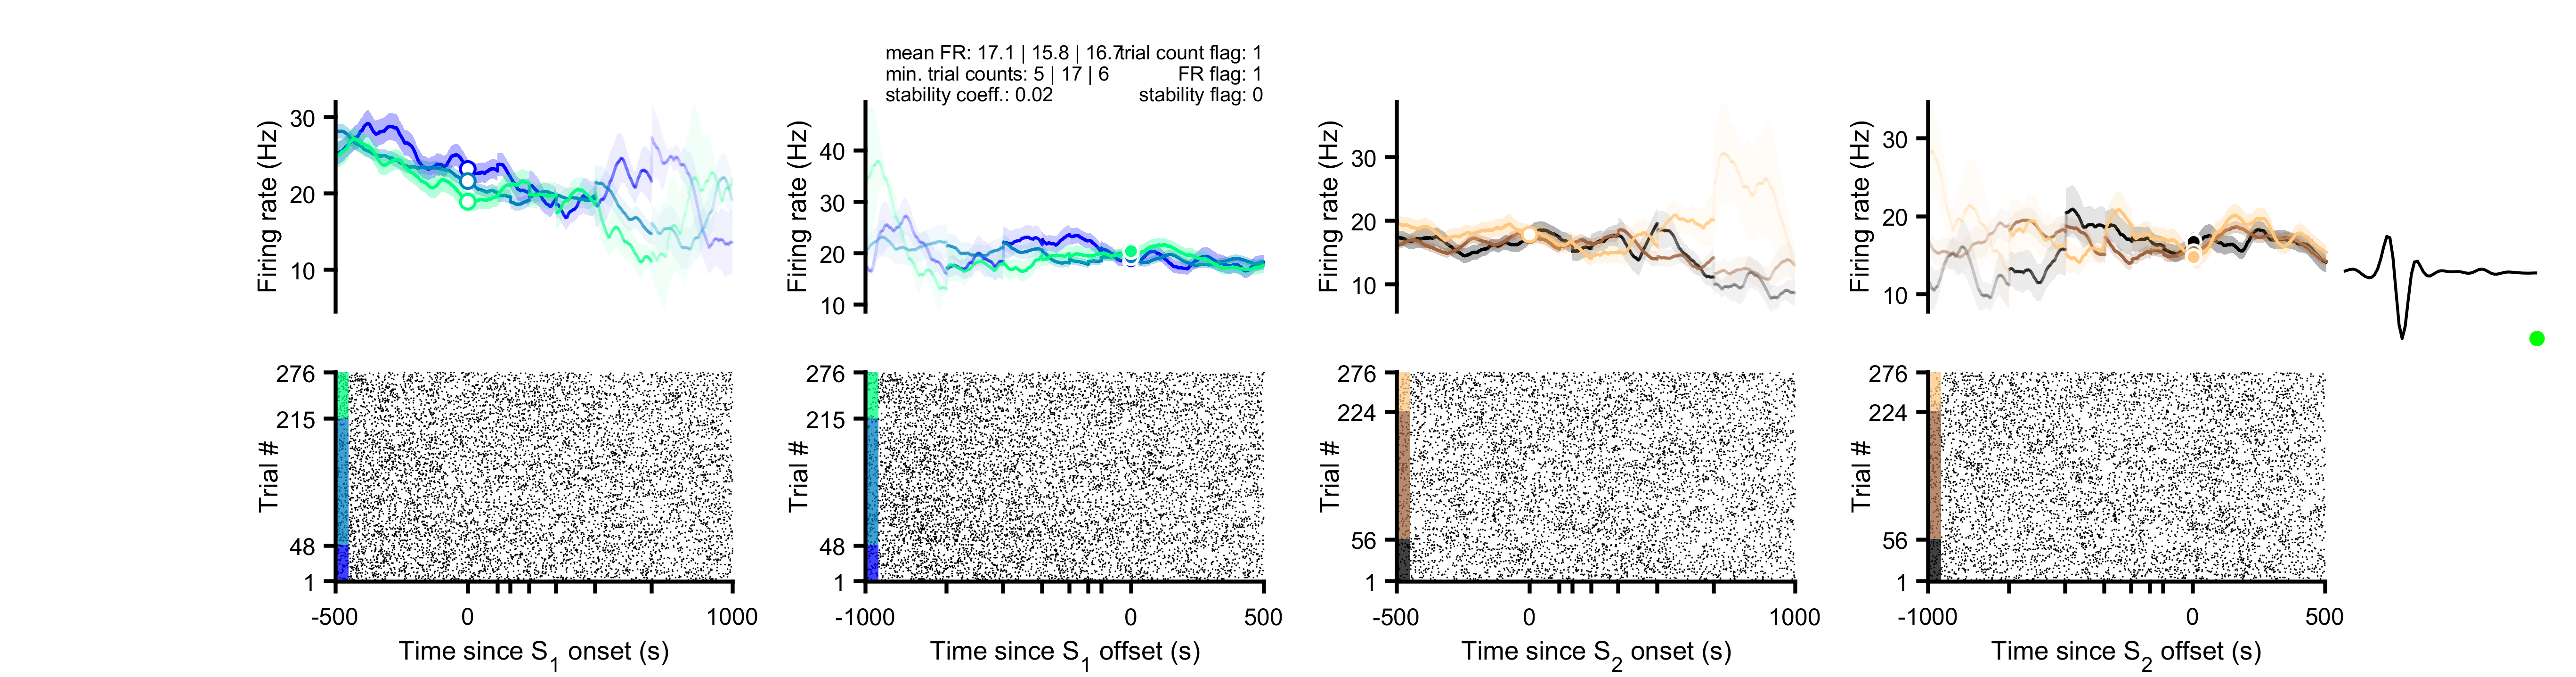 mean FR: 17.1 | 15.8 | 16.7
trial count flag: 1
min. trial counts: 5 | 17 | 6
FR flag: 1
stability coeff.: 0.02
stability flag: 0
Firing rate (Hz)
30
20
10
Firing rate (Hz)
40
30
20
10
Firing rate (Hz)
30
20
10
Firing rate (Hz)
30
20
10
Trial #
276
215
48
1
-500
0
1000
Time since S1 onset (s)
Trial #
276
215
48
1
-1000
0
500
Time since S1 offset (s)
Trial #
276
224
56
1
-500
0
1000
Time since S2 onset (s)
Trial #
276
224
56
1
-1000
0
500
Time since S2 offset (s)